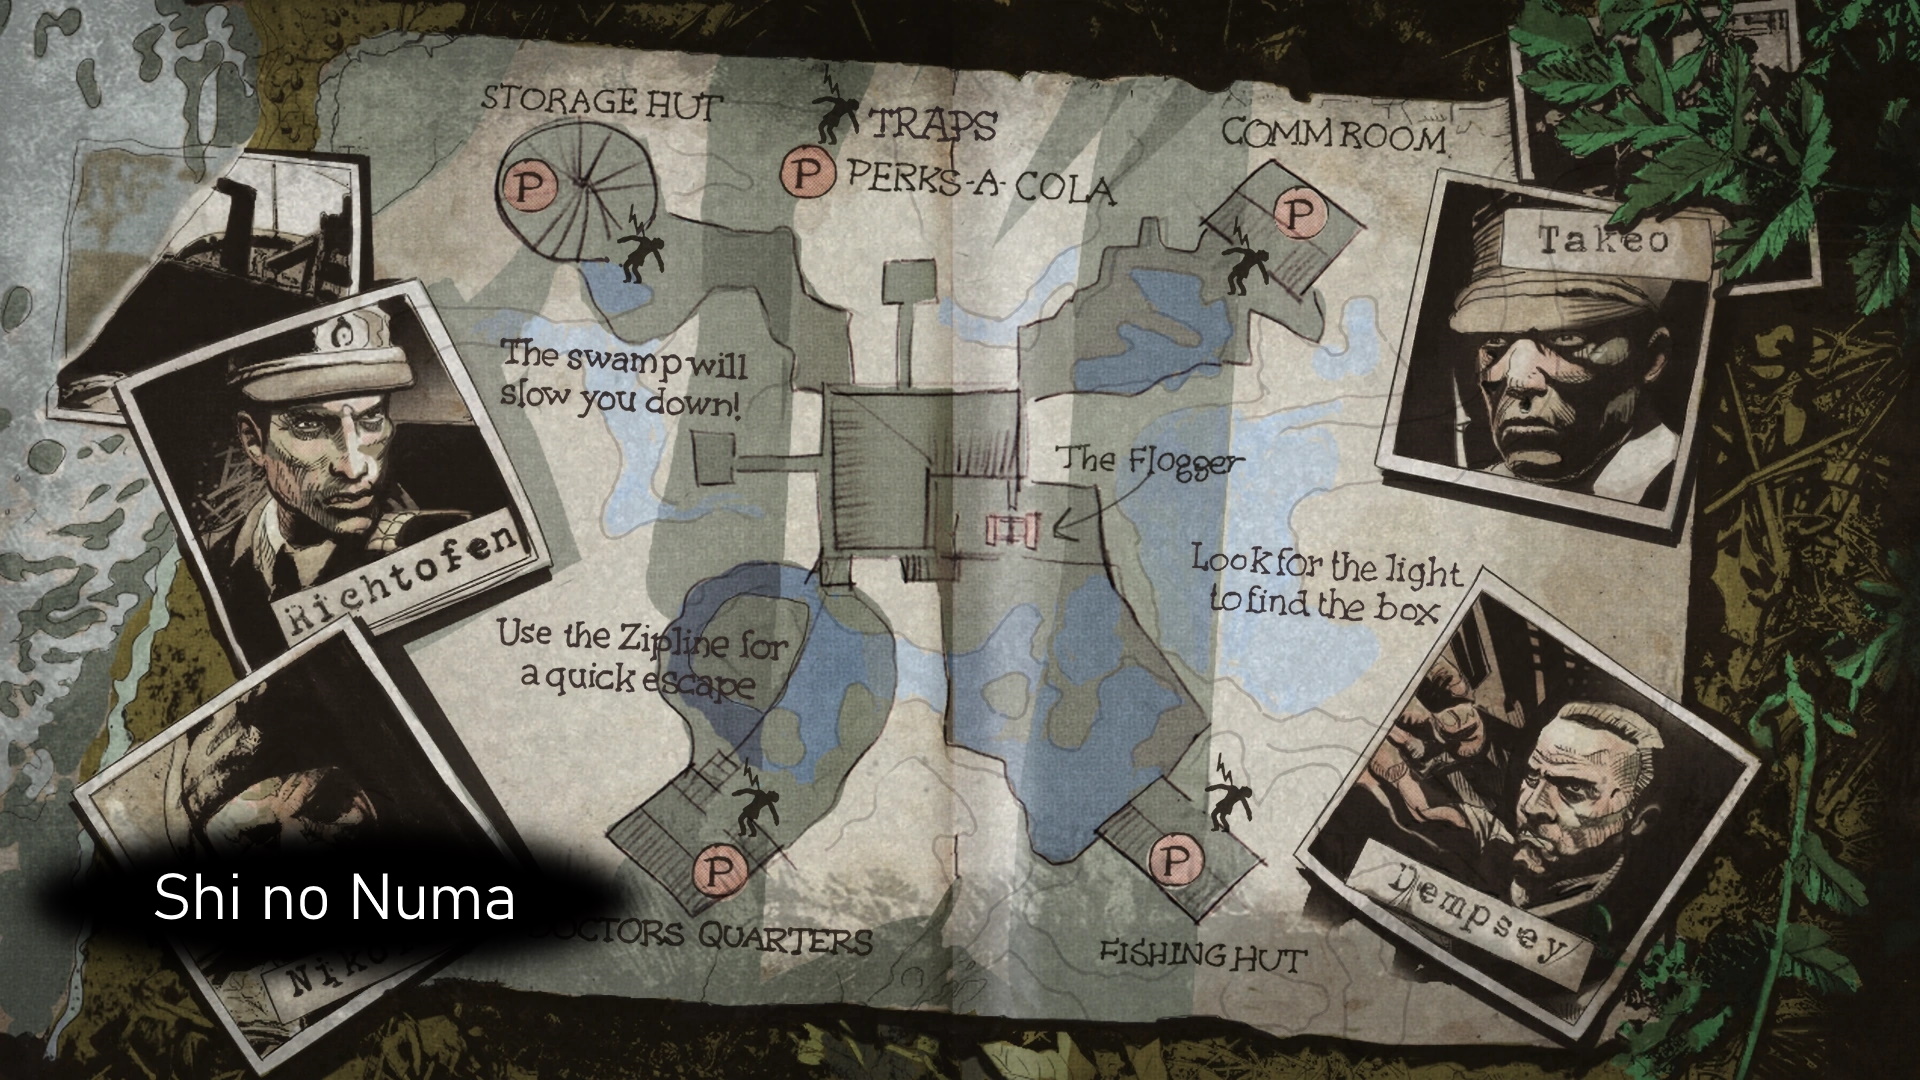 STORAGE HUT
TRAPS
P PERKS-A-COLA
COMM ROOM
P
P
Takeo
The swamp will
slow you down!
Richtofen
The Flogger
Look for the light
to find the box
Use the Zipline for
a quick escape
P
P
Dempsey
Shi no Numa
QUARTERS
FISHING HUT